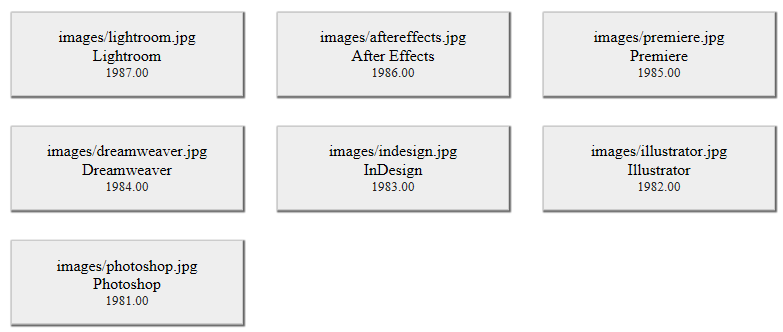 images/lightroom.jpg
Lightroom
1987.00
images/aftereffects.jpg
After Effects
1986.00
images/premiere.jpg
Premiere
1985.00
images/dreamweaver.jpg
Dreamweaver
1984.00
images/indesign.jpg
InDesign
1983.00
images/illustrator.jpg
Illustrator
1982.00
images/photoshop.jpg
Photoshop
1981.00